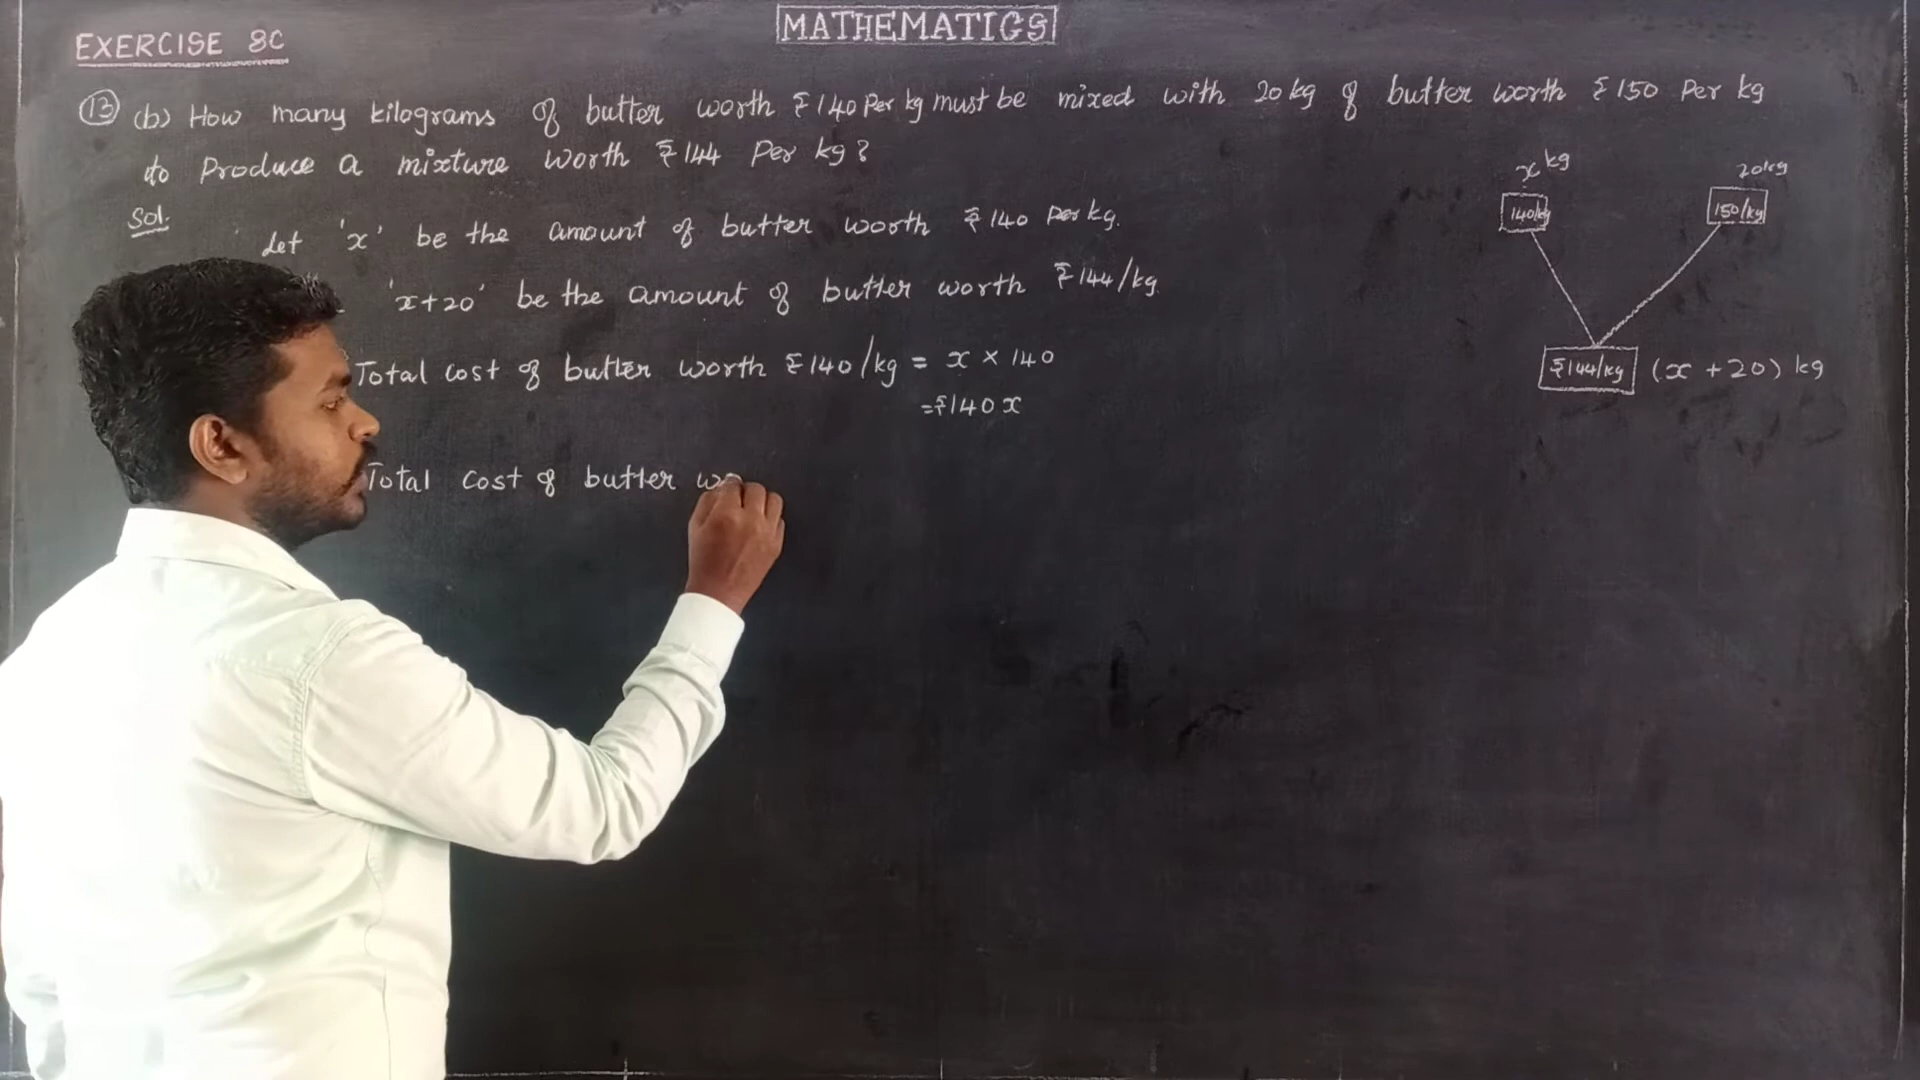 MATHEMATICS
EXERCISE 8C
13 (b) How many kilograms of butter worth ₹140 Per kg must be mixed with 20kg of butter worth ₹150 Per kg
to Produce a mixture worth ₹144 Per kg?
Sol.
Let 'x' be the amount of butter worth ₹140 per kg.
'x+20' be the amount of butter worth ₹144/kg.
Total cost of butter worth ₹140/kg = x × 140
=₹140x
Total cost of butter
x kg
20kg
140/kg
150/kg
₹144/kg (x +20) kg